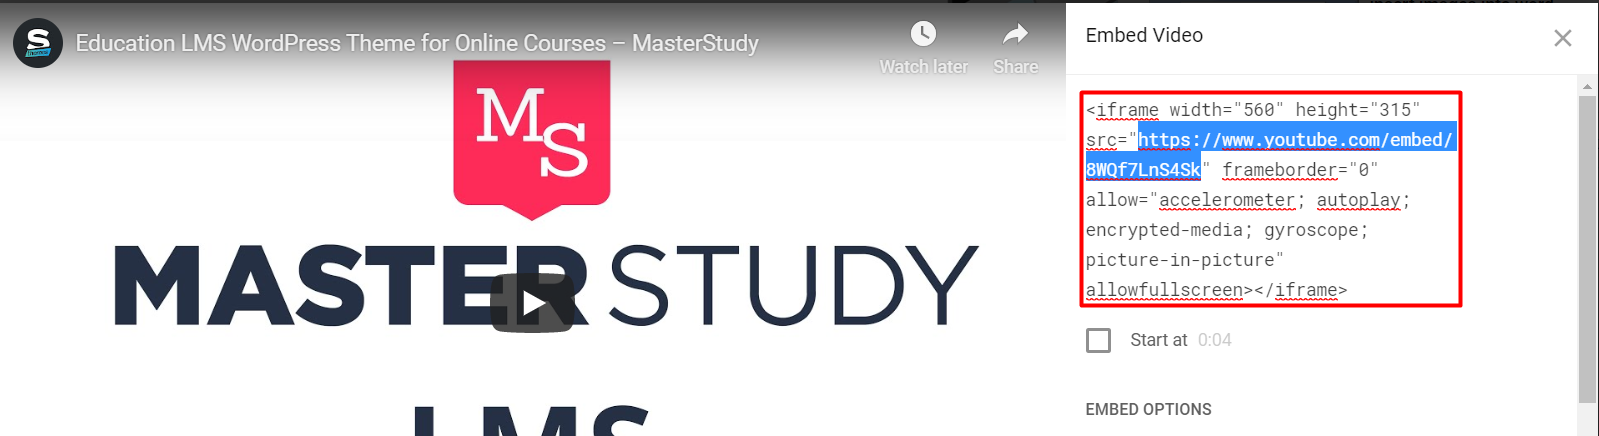 Education LMS WordPress Theme for Online Courses – MasterStudy
Watch later
Share
MS
MASTERSTUDY
LMS
Embed Video
<iframe width="560" height="315"
src="https://www.youtube.com/embed/
8WQf7LnS4Sk" frameborder="0"
allow="accelerometer; autoplay;
encrypted-media; gyroscope;
picture-in-picture"
allowfullscreen></iframe>
Start at 0:04
EMBED OPTIONS